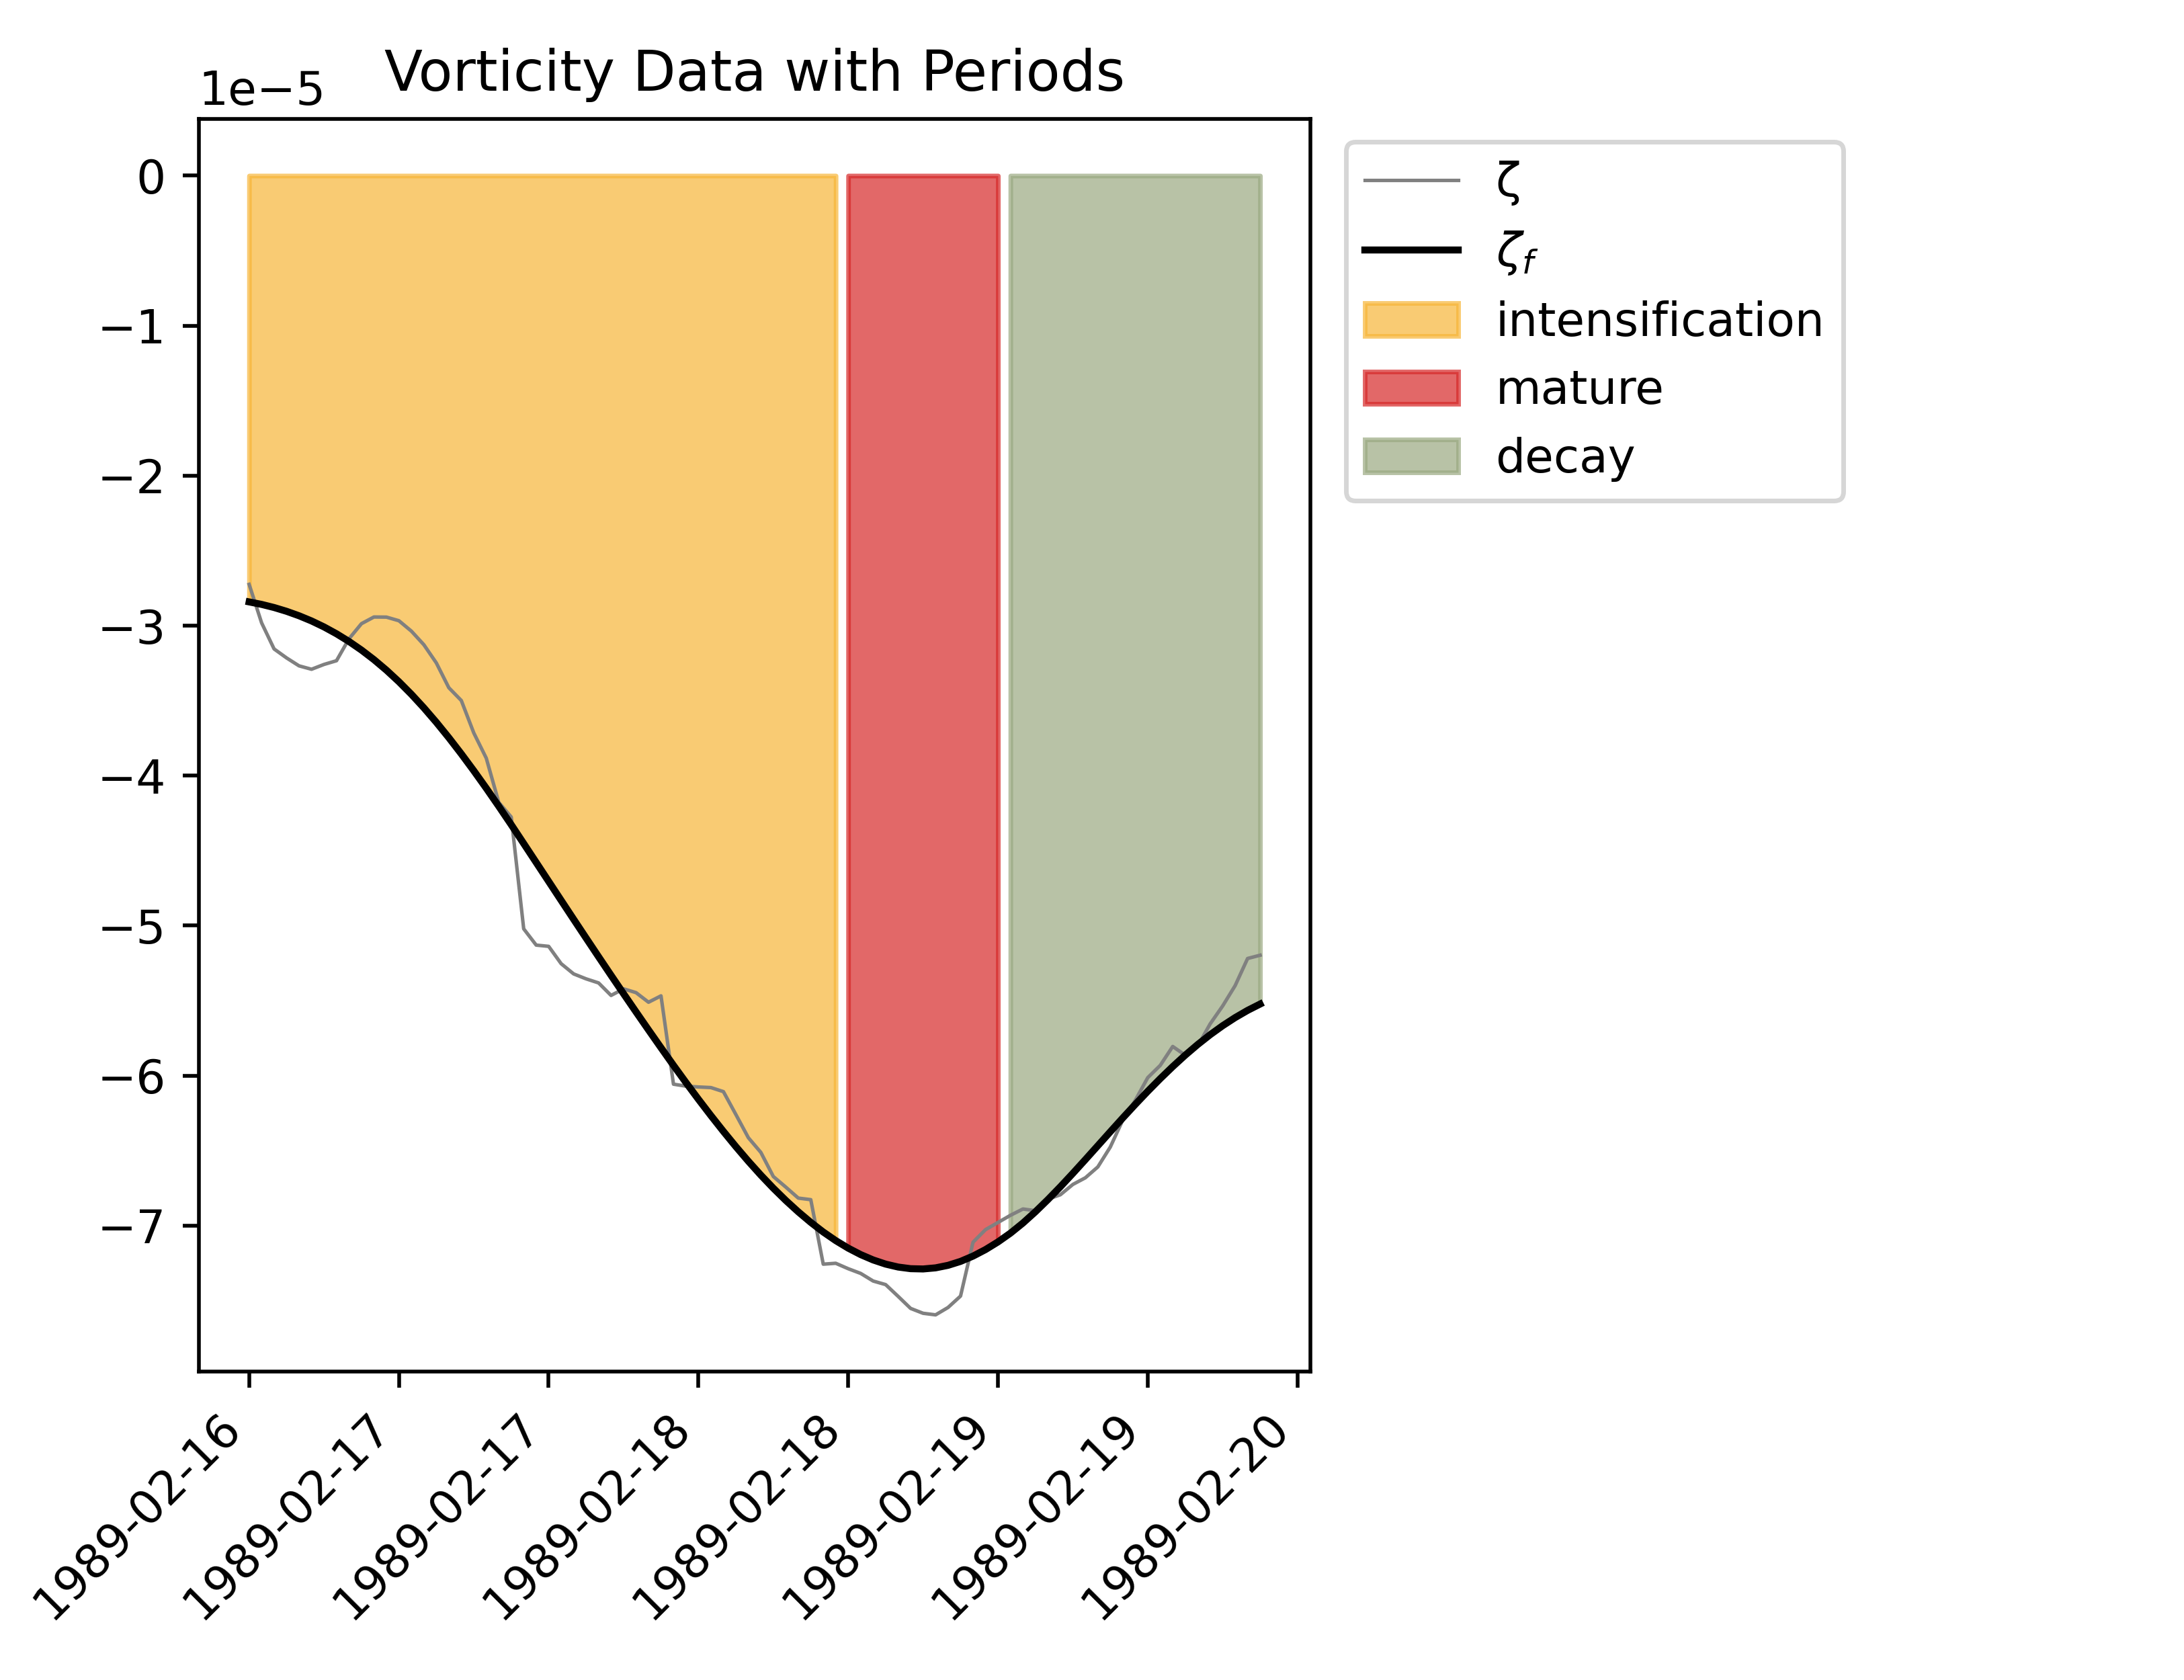 Vorticity Data with Periods
1e−5
0
−1
−2
−3
−4
−5
−6
−7
1989-02-16
1989-02-17
1989-02-17
1989-02-18
1989-02-18
1989-02-19
1989-02-19
1989-02-20
ζ
ζf
intensification
mature
decay